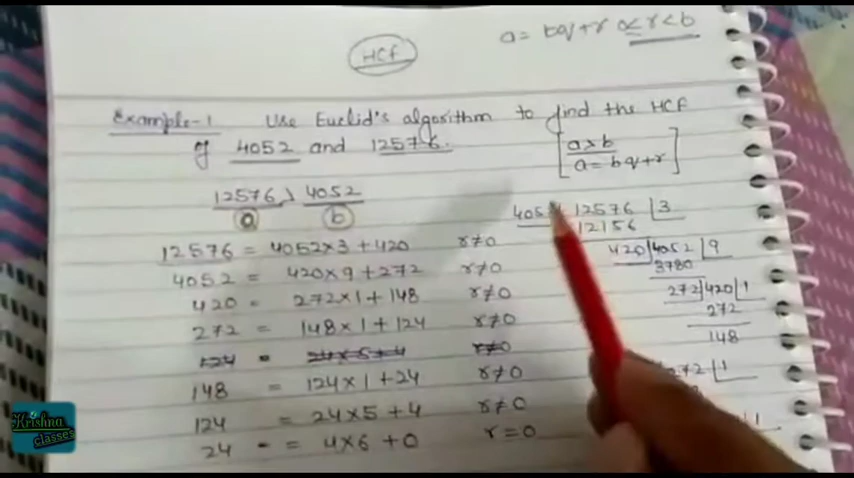 a = bq + r 0≤r<b
HCF
Example-1 Use Euclid's algorithm to find the HCF
of 4052 and 12576.
[a>b
a = bq + r]
12576 > 4052
a b
12576 = 4052×3 + 420 r≠0
4052 = 420×9 + 272 r≠0
420 = 272×1 + 148 r≠0
272 = 148×1 + 124 r≠0
148 = 124×1 + 24 r≠0
124 = 24×5 + 4 r≠0
24 = 4×6 + 0 r=0
12576 3
12156
420 4052 9
3780
272 420 1
272
148
272 1
1
Krishna
classes